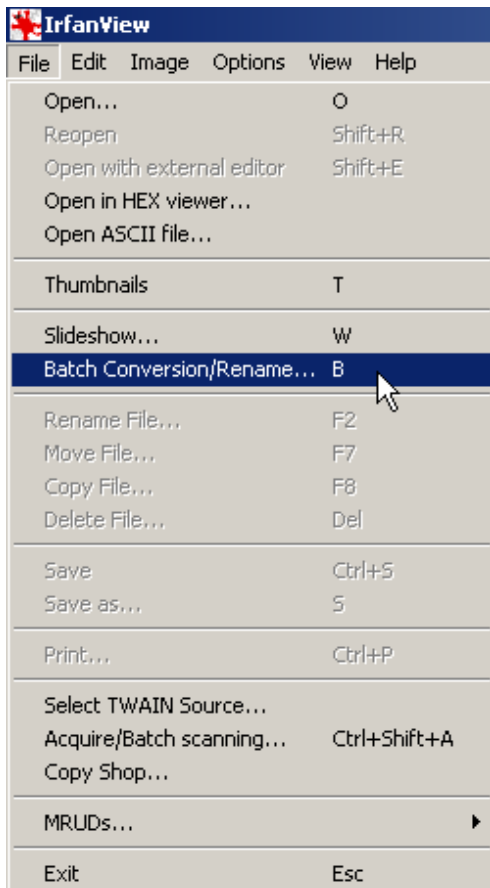 IrfanView
File Edit Image Options View Help
Open... O
Reopen Shift+R
Open with external editor Shift+E
Open in HEX viewer...
Open ASCII file...
Thumbnails T
Slideshow... W
Batch Conversion/Rename... B
Rename File... F2
Move File... F7
Copy File... F8
Delete File... Del
Save Ctrl+S
Save as... S
Print... Ctrl+P
Select TWAIN Source...
Acquire/Batch scanning... Ctrl+Shift+A
Copy Shop...
MRUDs...
Exit Esc